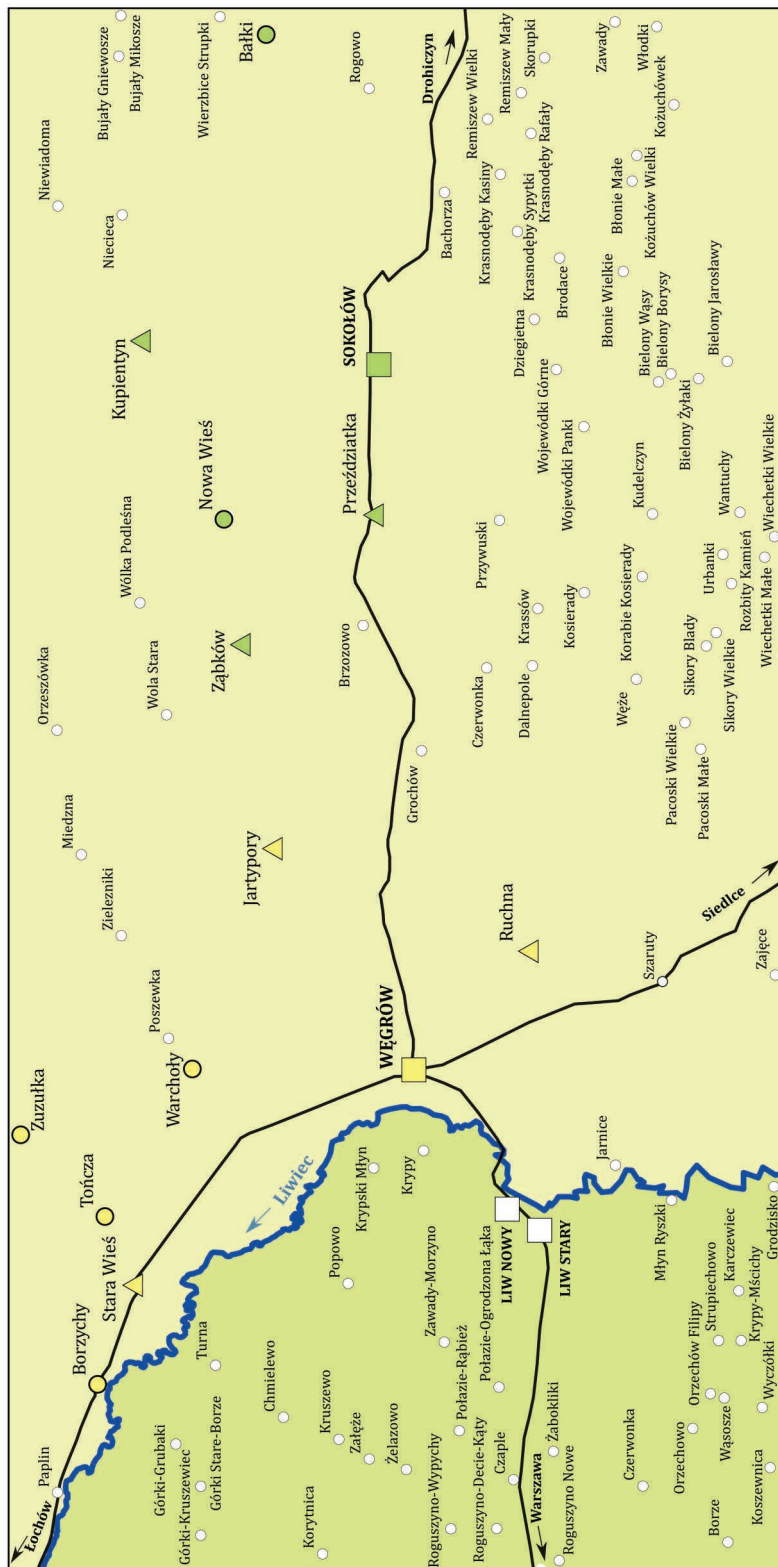 Łochów
Paplin
Borzychy
Stara Wieś
Tończa
Zuzułka
Warchoły
Poszewka
Zielezniki
Miedzna
Orzeszówka
Wola Stara
Wólka Podleśna
Jartypory
Ząbków
Nowa Wieś
Kupientyn
Niewiadoma
Niecieca
Bujały Gniewosze
Bujały Mikosze
Wierzbice Strupki
Bałki
Rogowo
Drohiczyn
Liwiec
Górki-Grubaki
Górki-Kruszewiec
Górki Stare-Borze
Turna
Chmielewo
Kruszewo
Załęże
Żelazowo
Korytnica
Popowo
Krypski Młyn
Krypy
Zawady-Morzyno
Połazie-Rąbież
Połazie-Ogrodzona Łąka
Roguszyno-Wypychy
Roguszyno-Decie-Kąty
Czaple
Warszawa
Roguszyno Nowe
Żabokliki
LIW NOWY
LIW STARY
WĘGRÓW
Grochów
Brzozowo
Przeździatka
SOKOŁÓW
Bachorza
Ruchna
Szaruty
Siedlce
Zajęce
Jarnice
Młyn Ryszki
Grodzisko
Karczewiec
Strupiechowo
Krypy-Mścichy
Orzechów Filipy
Wąsosze
Wyczółki
Orzechowo
Czerwonka
Borze
Koszewnica
Czerwonka
Dalnepole
Krassów
Kosierady
Przywuski
Węże
Korabie Kosierady
Kudelczyn
Pacoski Wielkie
Pacoski Małe
Sikory Blady
Sikory Wielkie
Urbanki
Rozbity Kamień
Wantuchy
Wiechetki Małe
Wiechetki Wielkie
Wojewódki Górne
Wojewódki Panki
Dziegietna
Brodace
Krasnodęby Kasiny
Krasnodęby Sypytki
Krasnodęby Rafały
Remiszew Wielki
Remiszew Mały
Skorupki
Zawady
Włodki
Kożuchówek
Błonie Małe
Kożuchów Wielki
Błonie Wielkie
Bielony Wąsy
Bielony Borysy
Bielony Żyłaki
Bielony Jarosławy